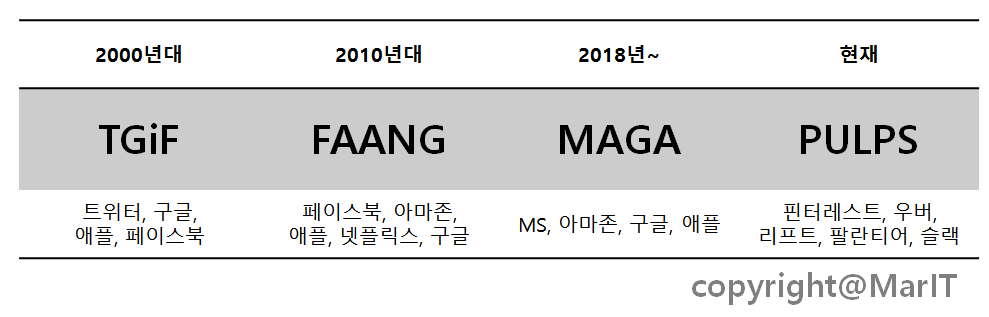 2000년대 2010년대 2018년~ 현재
TGiF FAANG MAGA PULPS
트위터, 구글,
애플, 페이스북
페이스북, 아마존,
애플, 넷플릭스, 구글
MS, 아마존, 구글, 애플
핀터레스트, 우버,
리프트, 팔란티어, 슬랙
copyright@MarIT